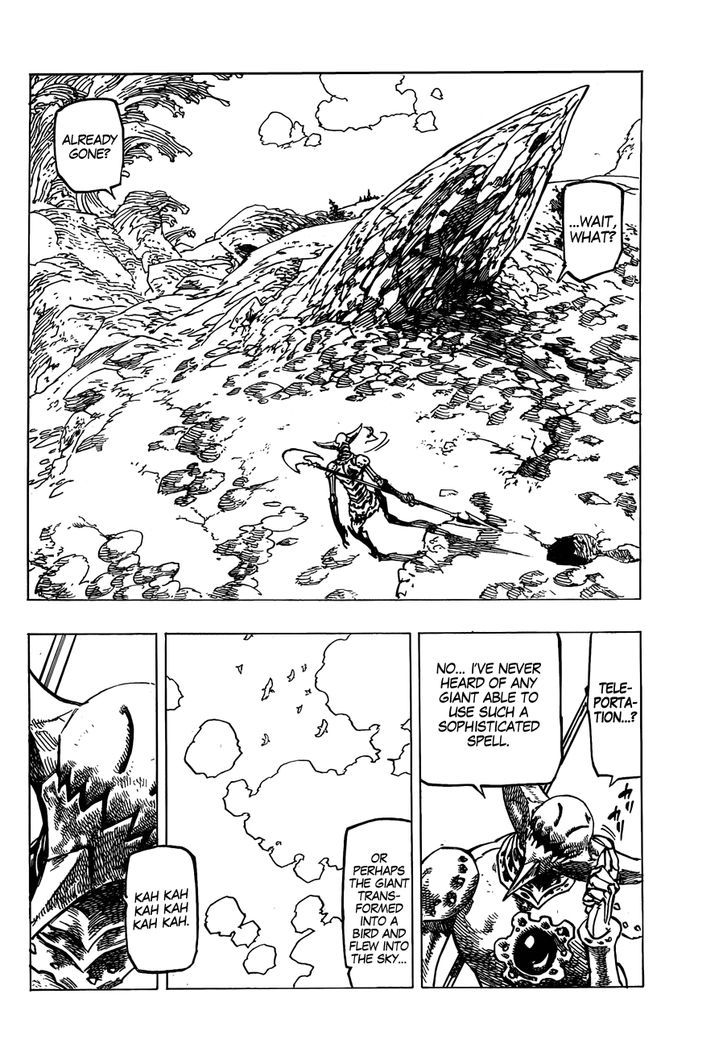 ...WAIT,
WHAT?
ALREADY
GONE?
TELE-
PORTA-
TION...?
NO... I'VE NEVER
HEARD OF ANY
GIANT ABLE TO
USE SUCH A
SOPHISTICATED
SPELL.
OR
PERHAPS
THE GIANT
TRANS-
FORMED
INTO A
BIRD AND
FLEW INTO
THE SKY...
KAH KAH
KAH KAH
KAH KAH.